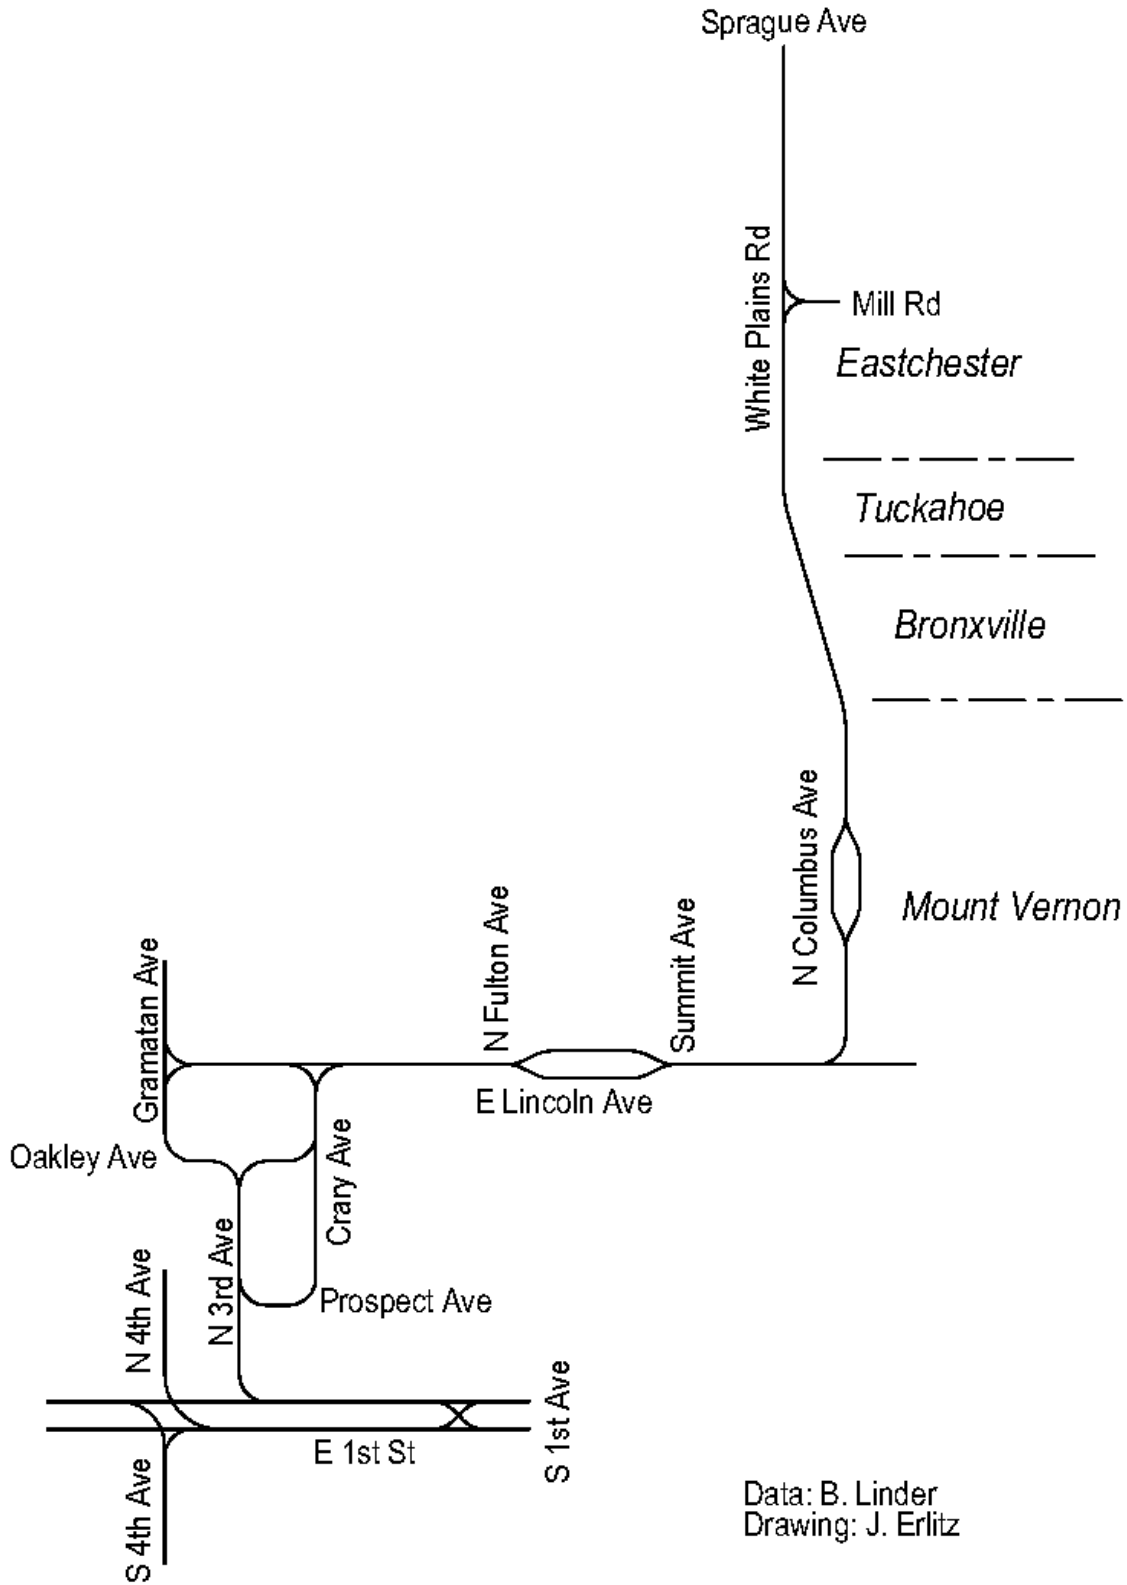 Sprague Ave
White Plains Rd
Mill Rd
Eastchester
Tuckahoe
Bronxville
N Columbus Ave
Mount Vernon
N Fulton Ave
Summit Ave
Gramatan Ave
E Lincoln Ave
Oakley Ave
Crary Ave
N 3rd Ave
N 4th Ave
Prospect Ave
S 1st Ave
E 1st St
S 4th Ave
Data: B. Linder
Drawing: J. Erlitz